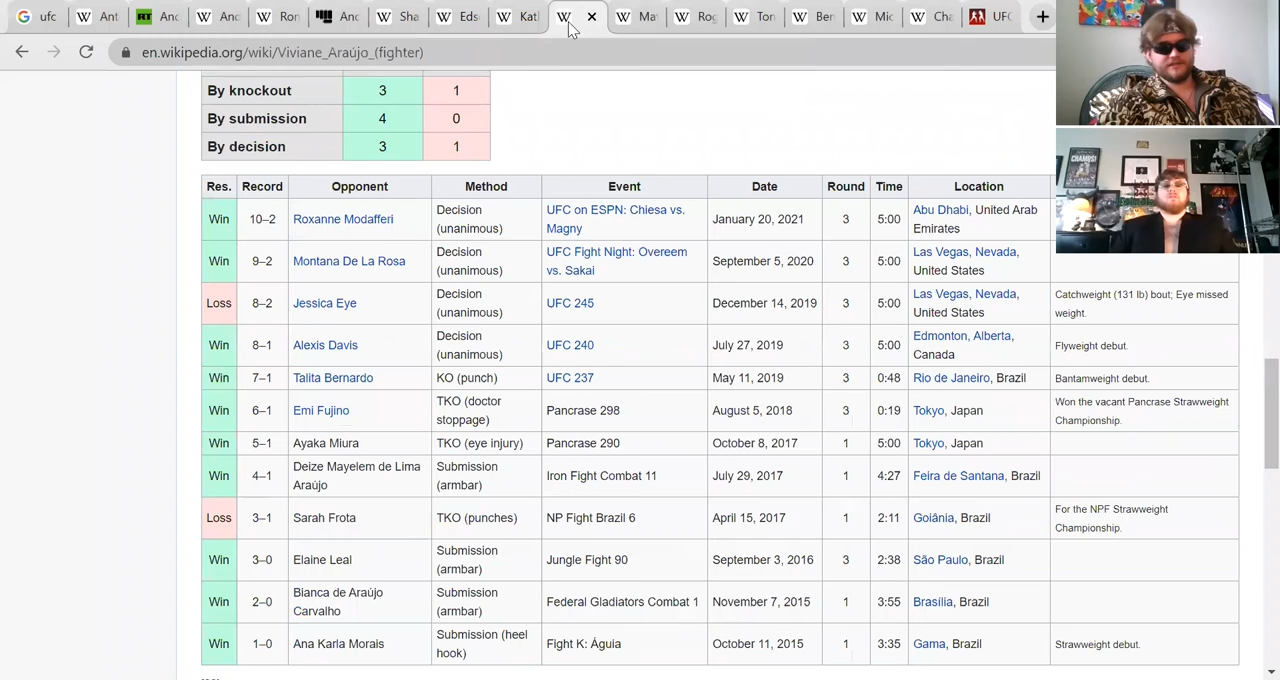 ufc
Ant
RT
Anc
And
Ron
Anc
Sha
Eds
Katl
Ma
Rog
Ton
Ben
Mic
Cha
UFC
en.wikipedia.org/wiki/Viviane_Araújo_(fighter)
By knockout 3 1
By submission 4 0
By decision 3 1
Res. Record Opponent Method Event Date Round Time Location
Win 10–2 Roxanne Modafferi Decision (unanimous) UFC on ESPN: Chiesa vs. Magny January 20, 2021 3 5:00 Abu Dhabi, United Arab Emirates
Win 9–2 Montana De La Rosa Decision (unanimous) UFC Fight Night: Overeem vs. Sakai September 5, 2020 3 5:00 Las Vegas, Nevada, United States
Loss 8–2 Jessica Eye Decision (unanimous) UFC 245 December 14, 2019 3 5:00 Las Vegas, Nevada, United States Catchweight (131 lb) bout; Eye missed weight.
Win 8–1 Alexis Davis Decision (unanimous) UFC 240 July 27, 2019 3 5:00 Edmonton, Alberta, Canada Flyweight debut.
Win 7–1 Talita Bernardo KO (punch) UFC 237 May 11, 2019 3 0:48 Rio de Janeiro, Brazil Bantamweight debut.
Win 6–1 Emi Fujino TKO (doctor stoppage) Pancrase 298 August 5, 2018 3 0:19 Tokyo, Japan Won the vacant Pancrase Strawweight Championship.
Win 5–1 Ayaka Miura TKO (eye injury) Pancrase 290 October 8, 2017 1 5:00 Tokyo, Japan
Win 4–1 Deize Mayelem de Lima Araújo Submission (armbar) Iron Fight Combat 11 July 29, 2017 1 4:27 Feira de Santana, Brazil
Loss 3–1 Sarah Frota TKO (punches) NP Fight Brazil 6 April 15, 2017 1 2:11 Goiânia, Brazil For the NPF Strawweight Championship.
Win 3–0 Elaine Leal Submission (armbar) Jungle Fight 90 September 3, 2016 3 2:38 São Paulo, Brazil
Win 2–0 Bianca de Araújo Carvalho Submission (armbar) Federal Gladiators Combat 1 November 7, 2015 1 3:55 Brasília, Brazil
Win 1–0 Ana Karla Morais Submission (heel hook) Fight K: Águia October 11, 2015 1 3:35 Gama, Brazil Strawweight debut.